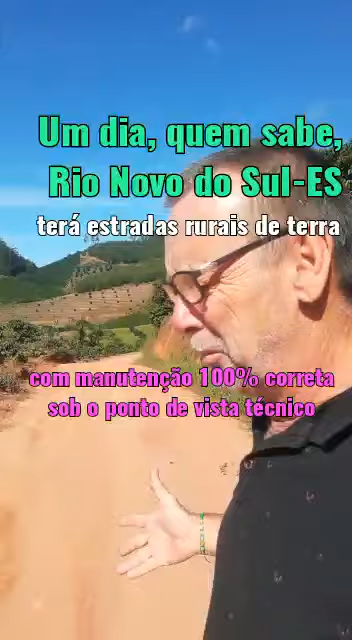 Um dia, quem sabe,
Rio Novo do Sul-ES
terá estradas rurais de terra
com manutenção 100% correta
sob o ponto de vista técnico